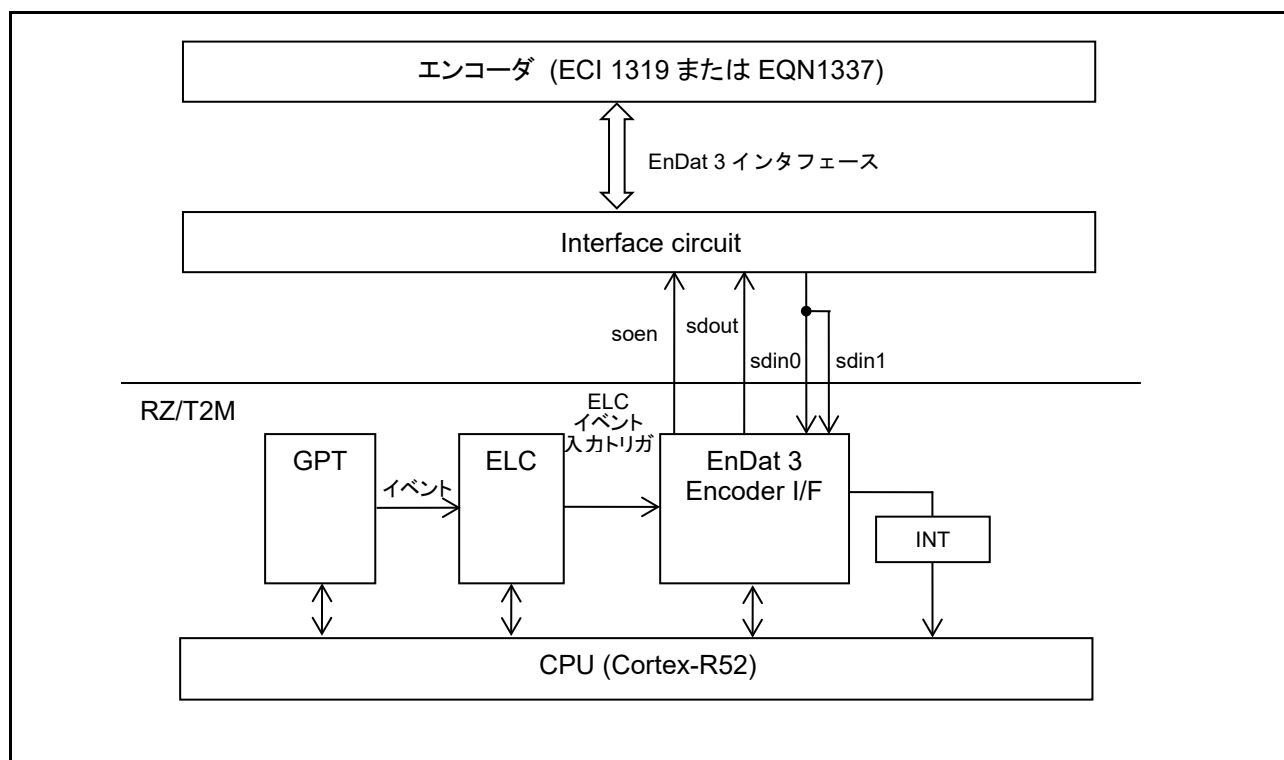 エンコーダ (ECI 1319 または EQN1337)
EnDat 3 インタフェース
Interface circuit
soen
sdout
sdin0
sdin1
RZ/T2M
ELC
イベント
入力トリガ
GPT
イベント
ELC
EnDat 3
Encoder I/F
INT
CPU (Cortex-R52)